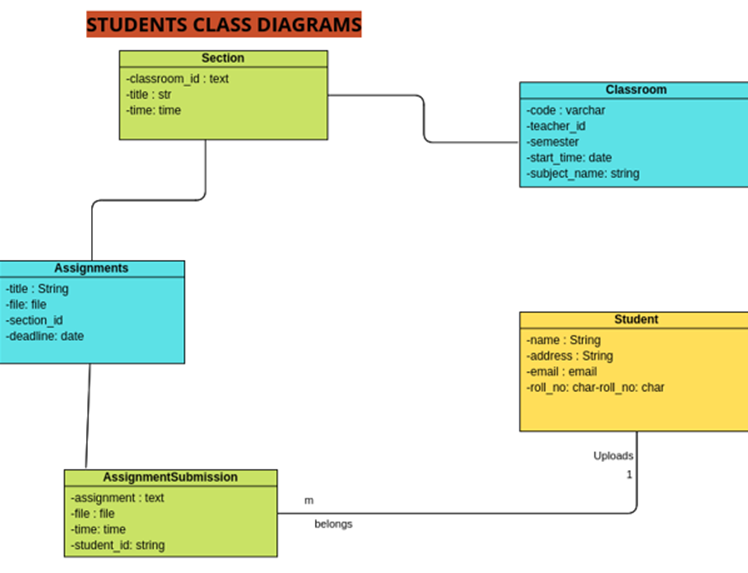 STUDENTS CLASS DIAGRAMS
Section
-classroom_id : text
-title : str
-time: time
Classroom
-code : varchar
-teacher_id
-semester
-start_time: date
-subject_name: string
Assignments
-title : String
-file: file
-section_id
-deadline: date
Student
-name : String
-address : String
-email : email
-roll_no: char-roll_no: char
Uploads
1
AssignmentSubmission
-assignment : text
-file : file
-time: time
-student_id: string
m
belongs